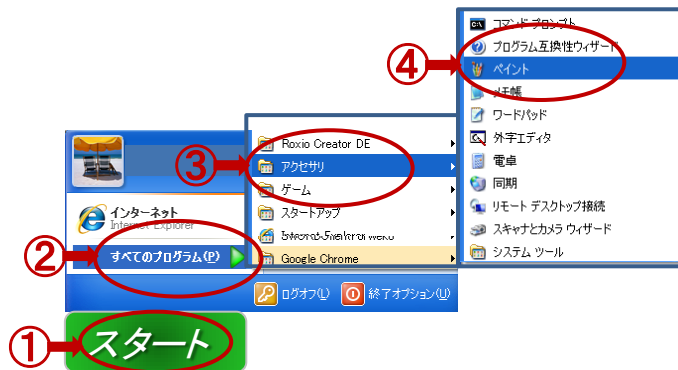 コマンド プロンプト
プログラム互換性ウィザード
④
ペイント
メモ帳
ワードパッド
外字エディタ
電卓
同期
リモート デスクトップ接続
スキャナとカメラ ウィザード
システム ツール
Roxio Creator DE
③
アクセサリ
ゲーム
スタートアップ
Google Chrome
インターネット
Internet Explorer
②
すべてのプログラム(P)
ログオフ(L)
終了オプション(U)
①
スタート